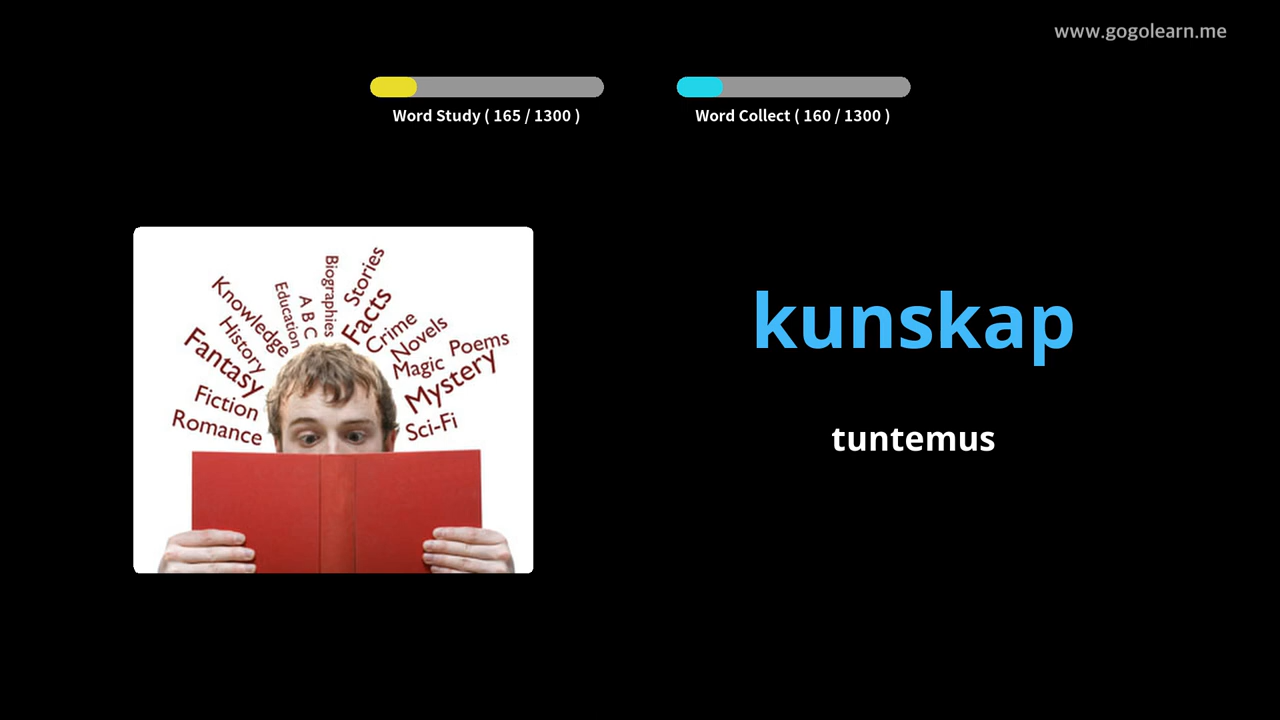 www.gogolearn.me
Word Study ( 165 / 1300 )
Word Collect ( 160 / 1300 )
Knowledge
History
Fantasy
Fiction
Romance
Education
A B C
Biographies
Stories
Facts
Crime
Novels
Magic
Poems
Mystery
Sci-Fi
kunskap
tuntemus